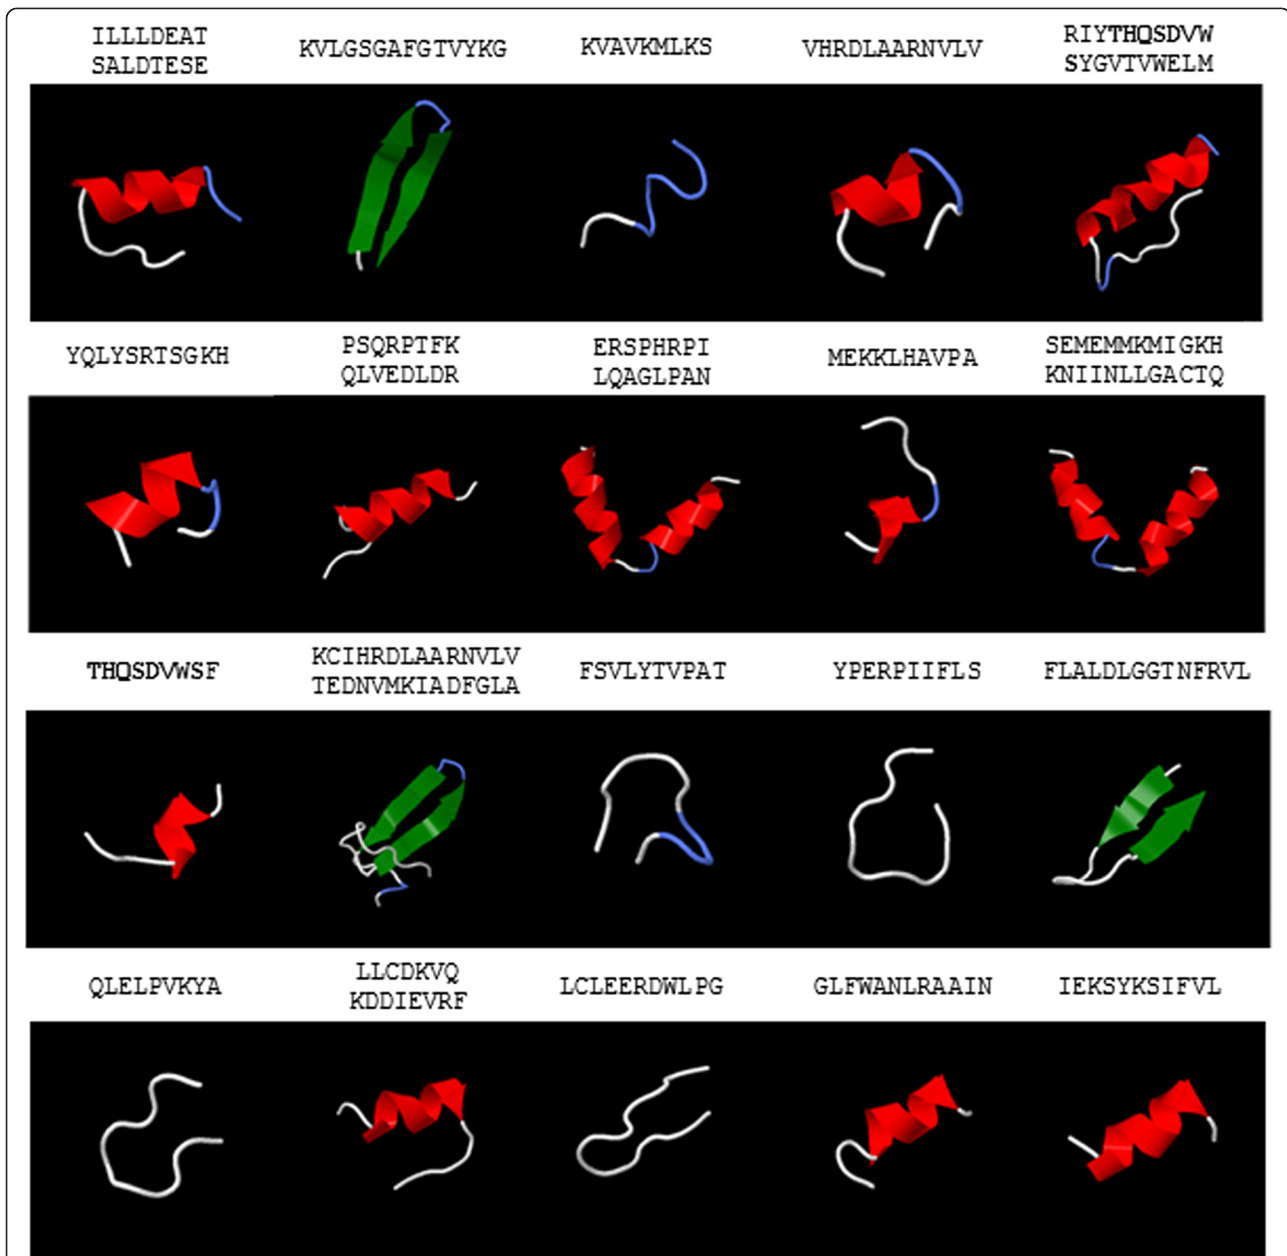 ILLLDEAT
SALDTESE
KVLGSGAFGTVYKG
KVAVKMLKS
VHRDLAARNVLV
RIYTHQSDVW
SYGVTVWELM
YQLYSRTSGKH
PSQRPTFK
QLVEDLDR
ERSPHRPI
LQAGLPAN
MEKKLHAVPA
SEMEMMKMIGKH
KNIINLLGACTQ
THQSDVWSF
KCIHRDLAARNVLV
TEDNVMKIADFGLA
FSVLYTVPAT
YPERPIIFLS
FLALDLGGTNFRVL
QLELPVKYA
LLCDKVQ
KDDIEVRF
LCLEERDWLPG
GLFWANLRAAIN
IEKSYKSIFVL